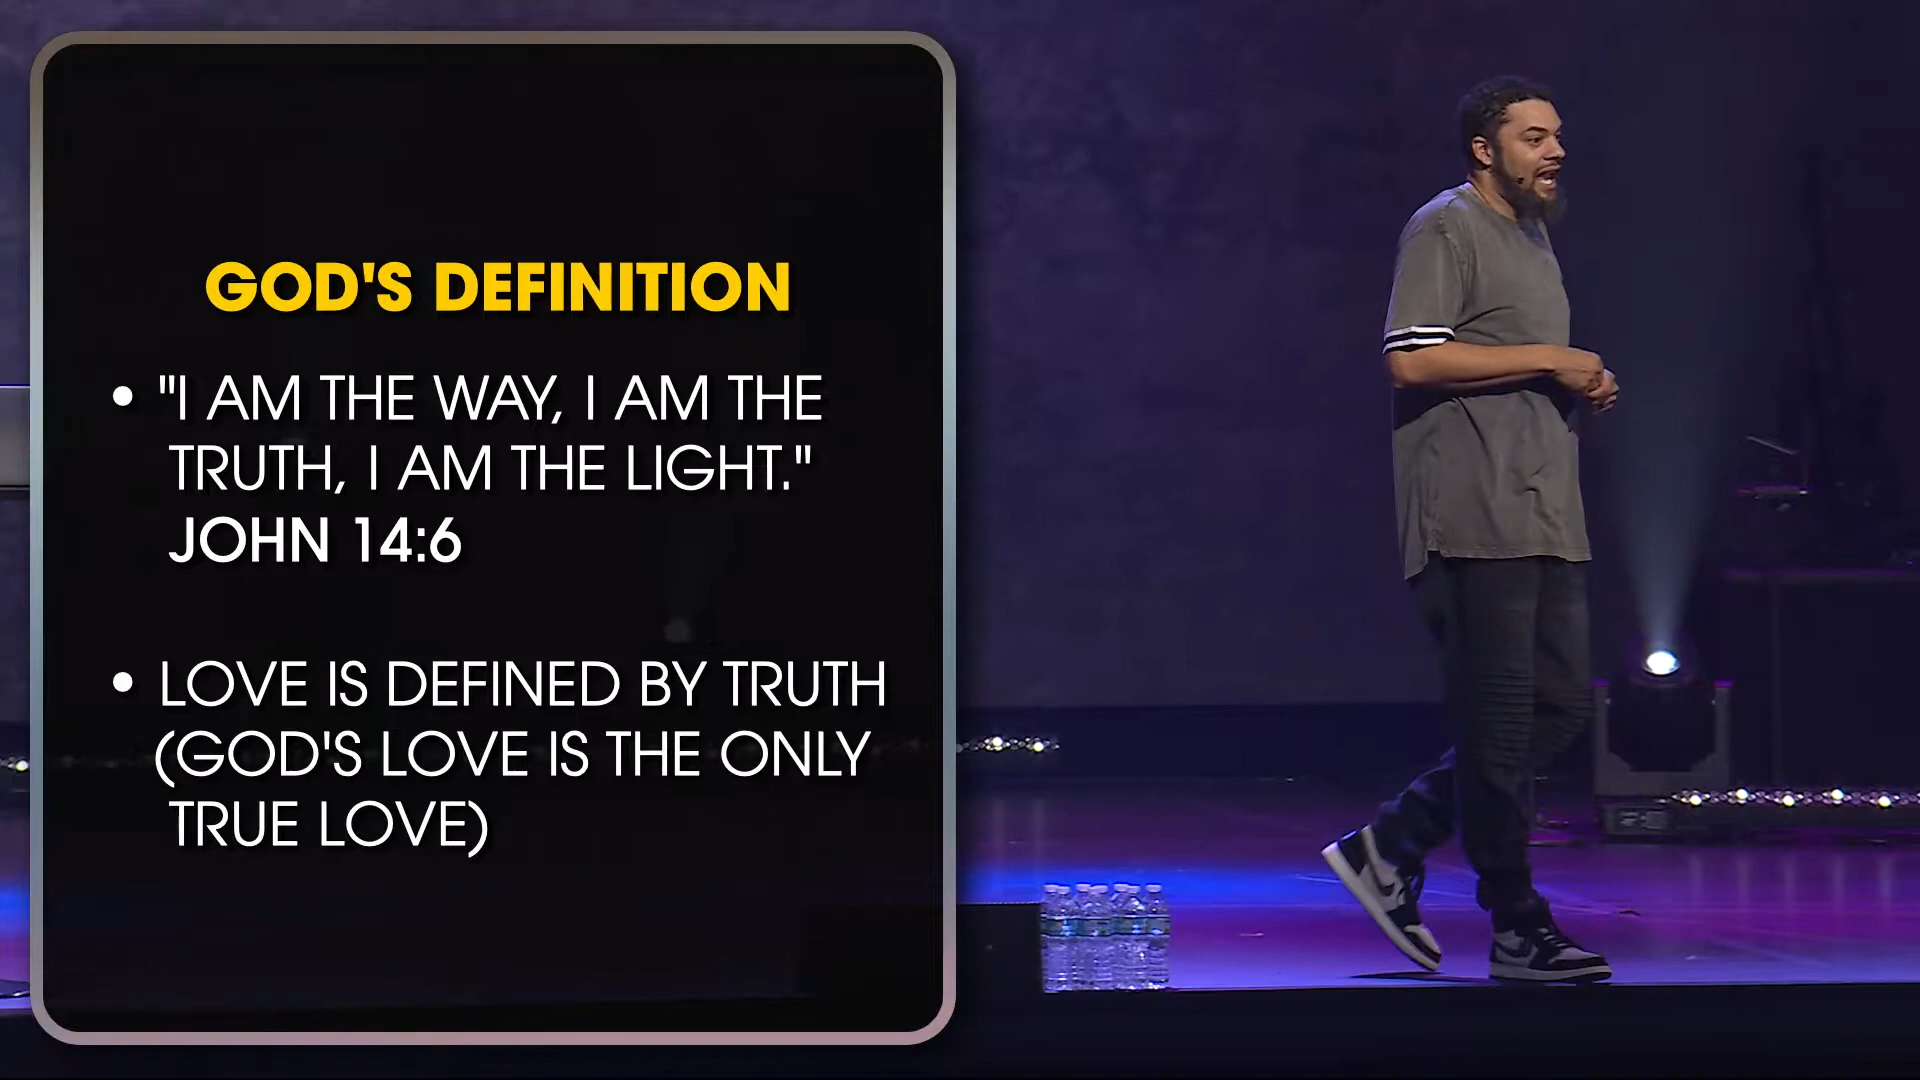 GOD'S DEFINITION
• "I AM THE WAY, I AM THE
TRUTH, I AM THE LIGHT."
JOHN 14:6
• LOVE IS DEFINED BY TRUTH
(GOD'S LOVE IS THE ONLY
TRUE LOVE)